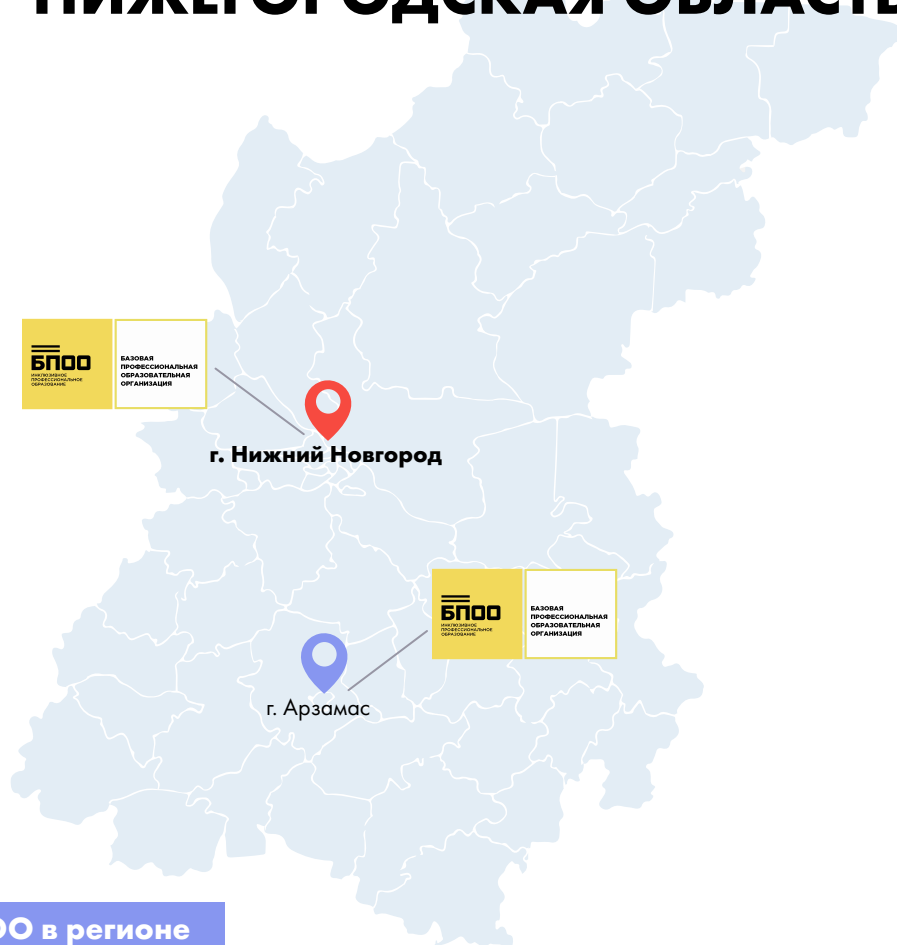 НИЖЕГОРОДСКАЯ ОБЛАСТЬ
БПОО
ИНКЛЮЗИВНОЕ
ПРОФЕССИОНАЛЬНОЕ
ОБРАЗОВАНИЕ
БАЗОВАЯ
ПРОФЕССИОНАЛЬНАЯ
ОБРАЗОВАТЕЛЬНАЯ
ОРГАНИЗАЦИЯ
г. Нижний Новгород
БПОО
ИНКЛЮЗИВНОЕ
ПРОФЕССИОНАЛЬНОЕ
ОБРАЗОВАНИЕ
БАЗОВАЯ
ПРОФЕССИОНАЛЬНАЯ
ОБРАЗОВАТЕЛЬНАЯ
ОРГАНИЗАЦИЯ
г. Арзамас
ОО в регионе